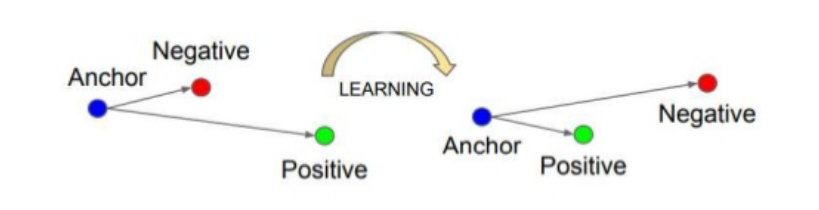 Negative
Anchor
Positive
LEARNING
Anchor
Positive
Negative